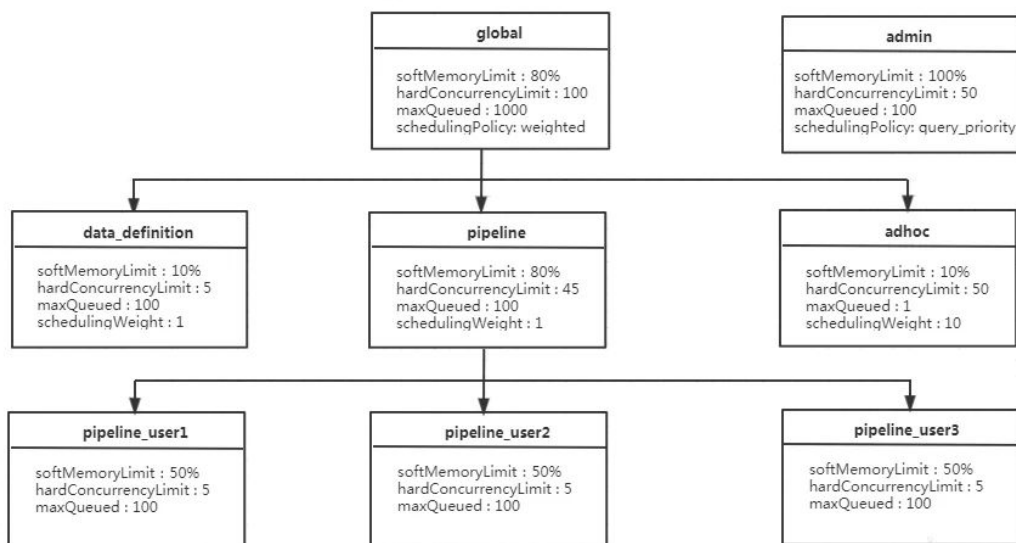 global
softMemoryLimit : 80%
hardConcurrencyLimit : 100
maxQueued : 1000
schedulingPolicy: weighted
admin
softMemoryLimit : 100%
hardConcurrencyLimit : 50
maxQueued : 100
schedulingPolicy: query_priority
data_definition
softMemoryLimit : 10%
hardConcurrencyLimit : 5
maxQueued : 100
schedulingWeight : 1
pipeline
softMemoryLimit : 80%
hardConcurrencyLimit : 45
maxQueued : 100
schedulingWeight : 1
adhoc
softMemoryLimit : 10%
hardConcurrencyLimit : 50
maxQueued : 1
schedulingWeight : 10
pipeline_user1
softMemoryLimit : 50%
hardConcurrencyLimit : 5
maxQueued : 100
pipeline_user2
softMemoryLimit : 50%
hardConcurrencyLimit : 5
maxQueued : 100
pipeline_user3
softMemoryLimit : 50%
hardConcurrencyLimit : 5
maxQueued : 100